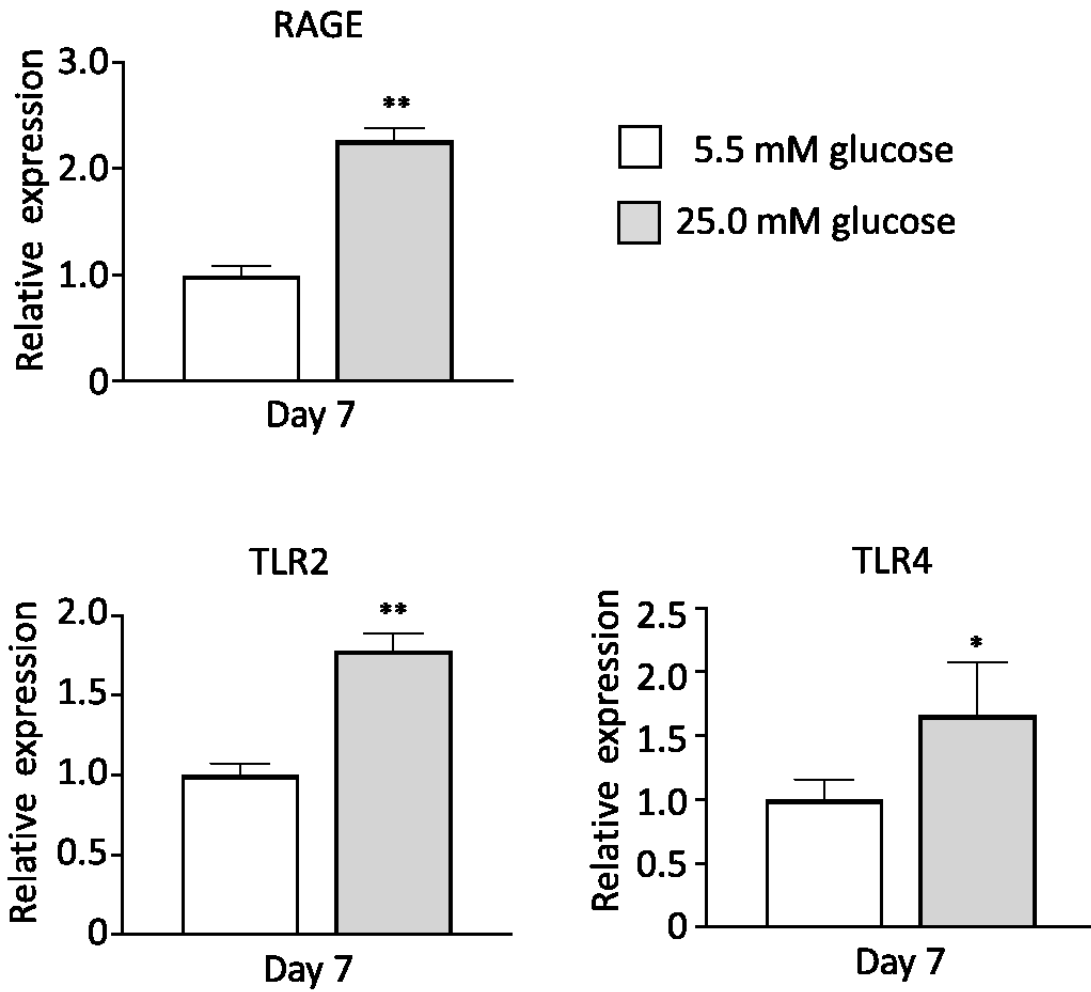 RAGE
Relative expression
3.0
**
2.0
1.0
0
Day 7
5.5 mM glucose
25.0 mM glucose
TLR2
Relative expression
2.0
**
1.5
1.0
0.5
0
Day 7
TLR4
Relative expression
2.5
2.0
*
1.5
1.0
0.5
0
Day 7